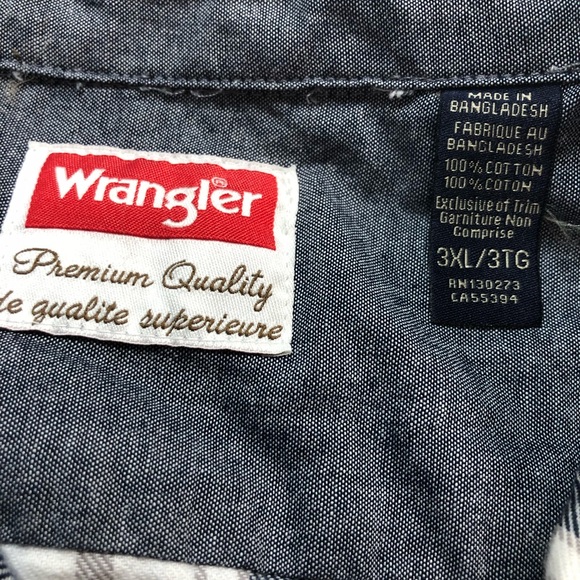 Wrangler®
Premium Quality
de qualite superieure
MADE IN
BANGLADESH
FABRIQUE AU
BANGLADESH
100% COTTON
100% COTON
Exclusive of Trim
Garniture Non
Comprise
3XL/3TG
RN130273
CA55394